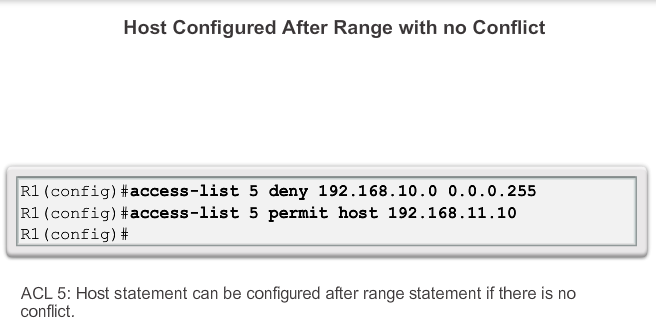 Host Configured After Range with no Conflict
R1(config)#access-list 5 deny 192.168.10.0 0.0.0.255
R1(config)#access-list 5 permit host 192.168.11.10
R1(config)#
ACL 5: Host statement can be configured after range statement if there is no
conflict.